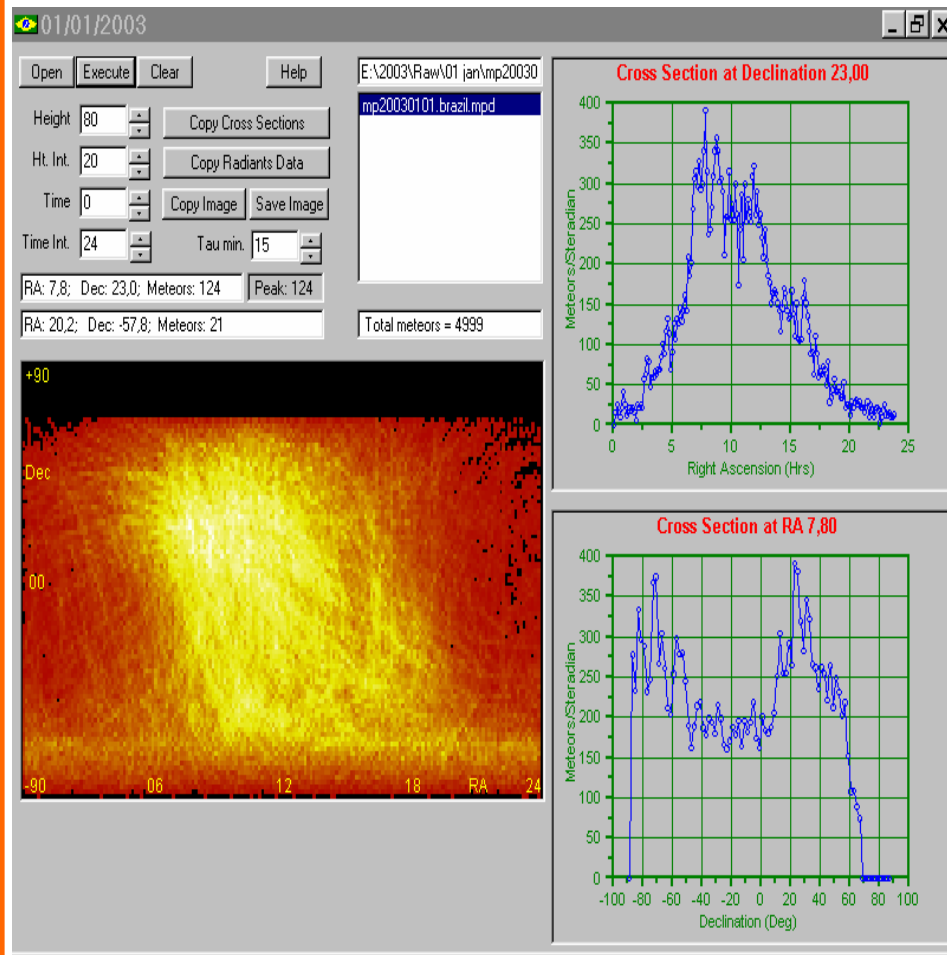 01/01/2003
Open Execute Clear Help
E:\2003\Raw\01 jan\mp20030
mp20030101.brazil.mpd
Height 80
Copy Cross Sections
Ht. Int. 20
Copy Radiants Data
Time 0
Copy Image Save Image
Time Int. 24
Tau min. 15
RA: 7,8; Dec: 23,0; Meteors: 124
Peak: 124
RA: 20,2; Dec: -57,8; Meteors: 21
Total meteors = 4999
+90
Dec
00
-90 06 12 RA 24
Cross Section at Declination 23,00
Meteors/Steradian
400
350
300
250
200
150
100
50
0
0 5 10 15 20 25
Right Ascension (Hrs)
Cross Section at RA 7,80
Meteors/Steradian
400
350
300
250
200
150
100
50
0
-100 -80 -60 -40 -20 0 20 40 60 80 100
Declination (Deg)